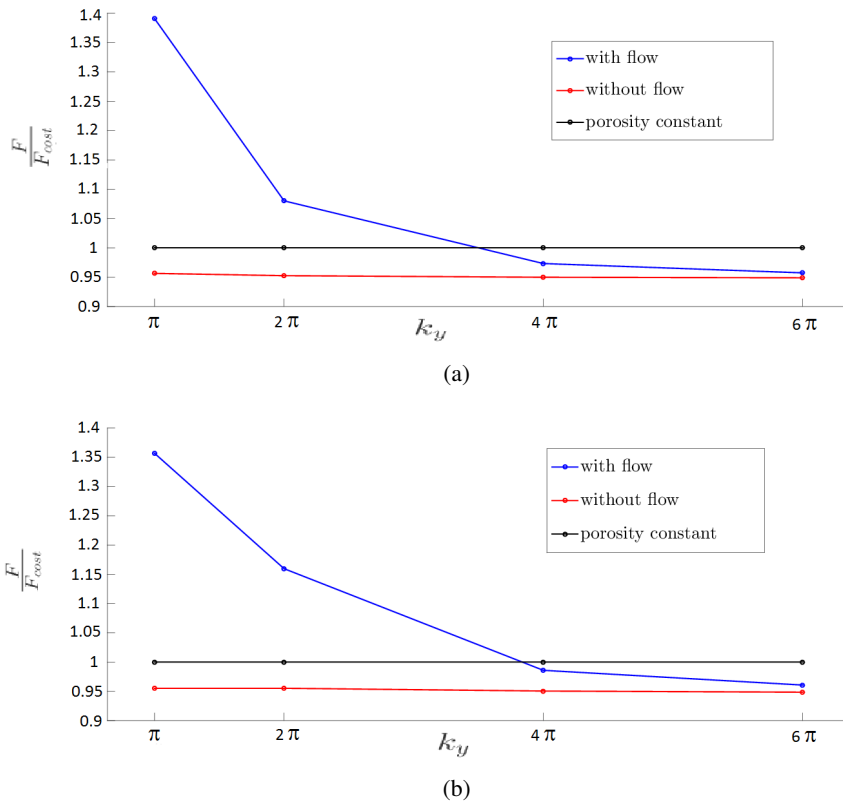 1.4
1.35
1.3
1.25
1.2
1.15
1.1
1.05
1
0.95
0.9
F
F_cost
with flow
without flow
porosity constant
π 2 π 4 π 6 π
k_y
(a)
1.4
1.35
1.3
1.25
1.2
1.15
1.1
1.05
1
0.95
0.9
F
F_cost
with flow
without flow
porosity constant
π 2 π 4 π 6 π
k_y
(b)